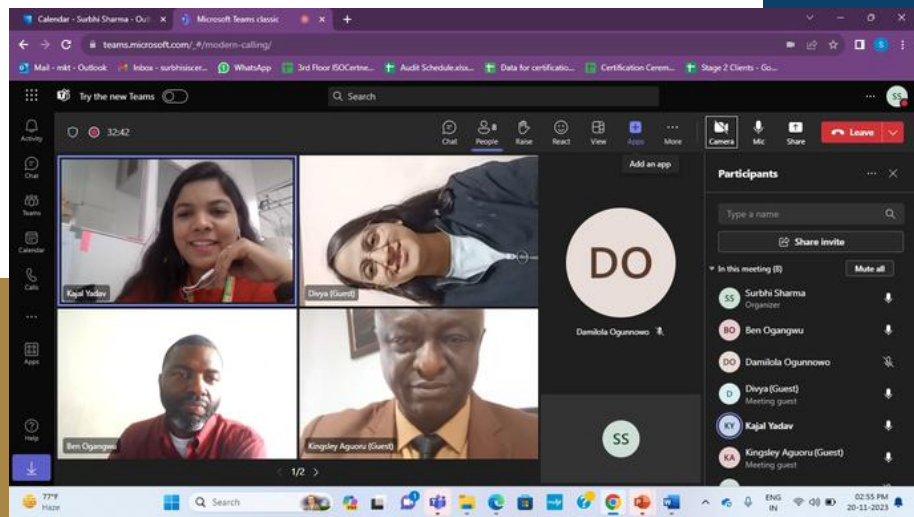 Calendar - Surbhi Sharma - Out
Microsoft Teams classic
teams.microsoft.com/_#/modern-calling/
Mail - mkt - Outlook
Inbox - surbhisiscer...
WhatsApp
3rd Floor ISOCertne...
Audit Schedule.xlsx...
Data for certificatio...
Certification Cerem...
Stage 2 Clients - Go...
Try the new Teams
Search
SS
32:42
Chat
People 8
Raise
React
View
Apps
More
Camera
Mic
Share
Leave
Add an app
Activity
Chat
Teams
Calendar
Calls
Apps
Help
Kajal Yadav
Divya (Guest)
DO
Damilola Ogunnowo
Ben Ogangwu
Kingsley Aguoru (Guest)
SS
1/2
Participants
Type a name
Share invite
In this meeting (8)
Mute all
SS Surbhi Sharma
Organizer
BO Ben Ogangwu
DO Damilola Ogunnowo
D Divya (Guest)
Meeting guest
KY Kajal Yadav
KA Kingsley Aguoru (Guest)
Meeting guest
77°F
Haze
Search
ENG
IN
02:55 PM
20-11-2023